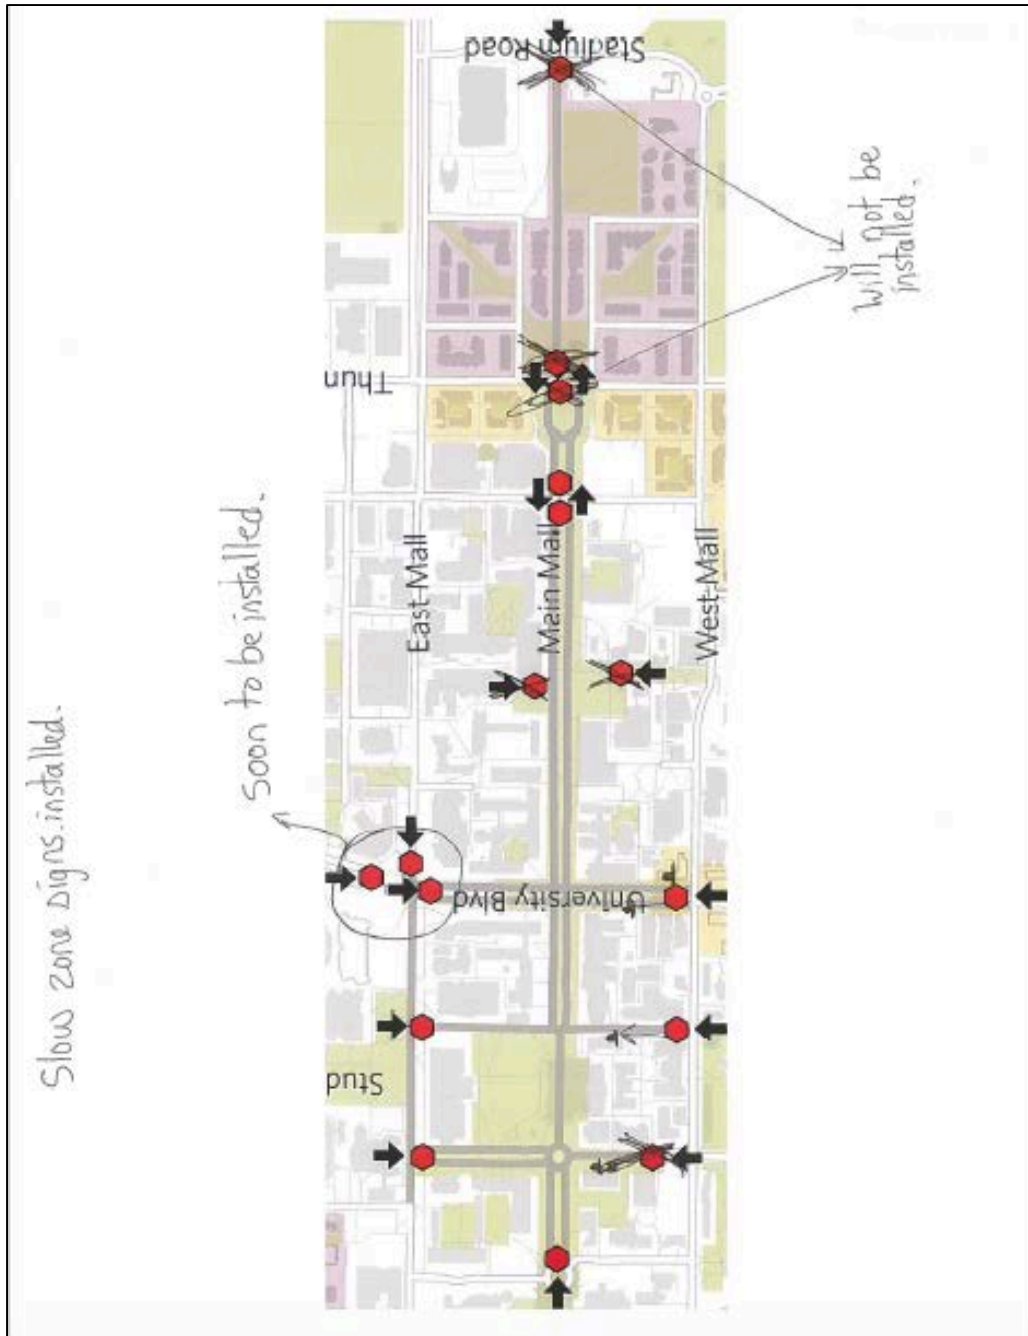 Stadium Road
will not be
installed.
Thun
Soon to be installed.
East Mall
Main Mall
West Mall
Slow zone signs installed.
University Blvd
Stud